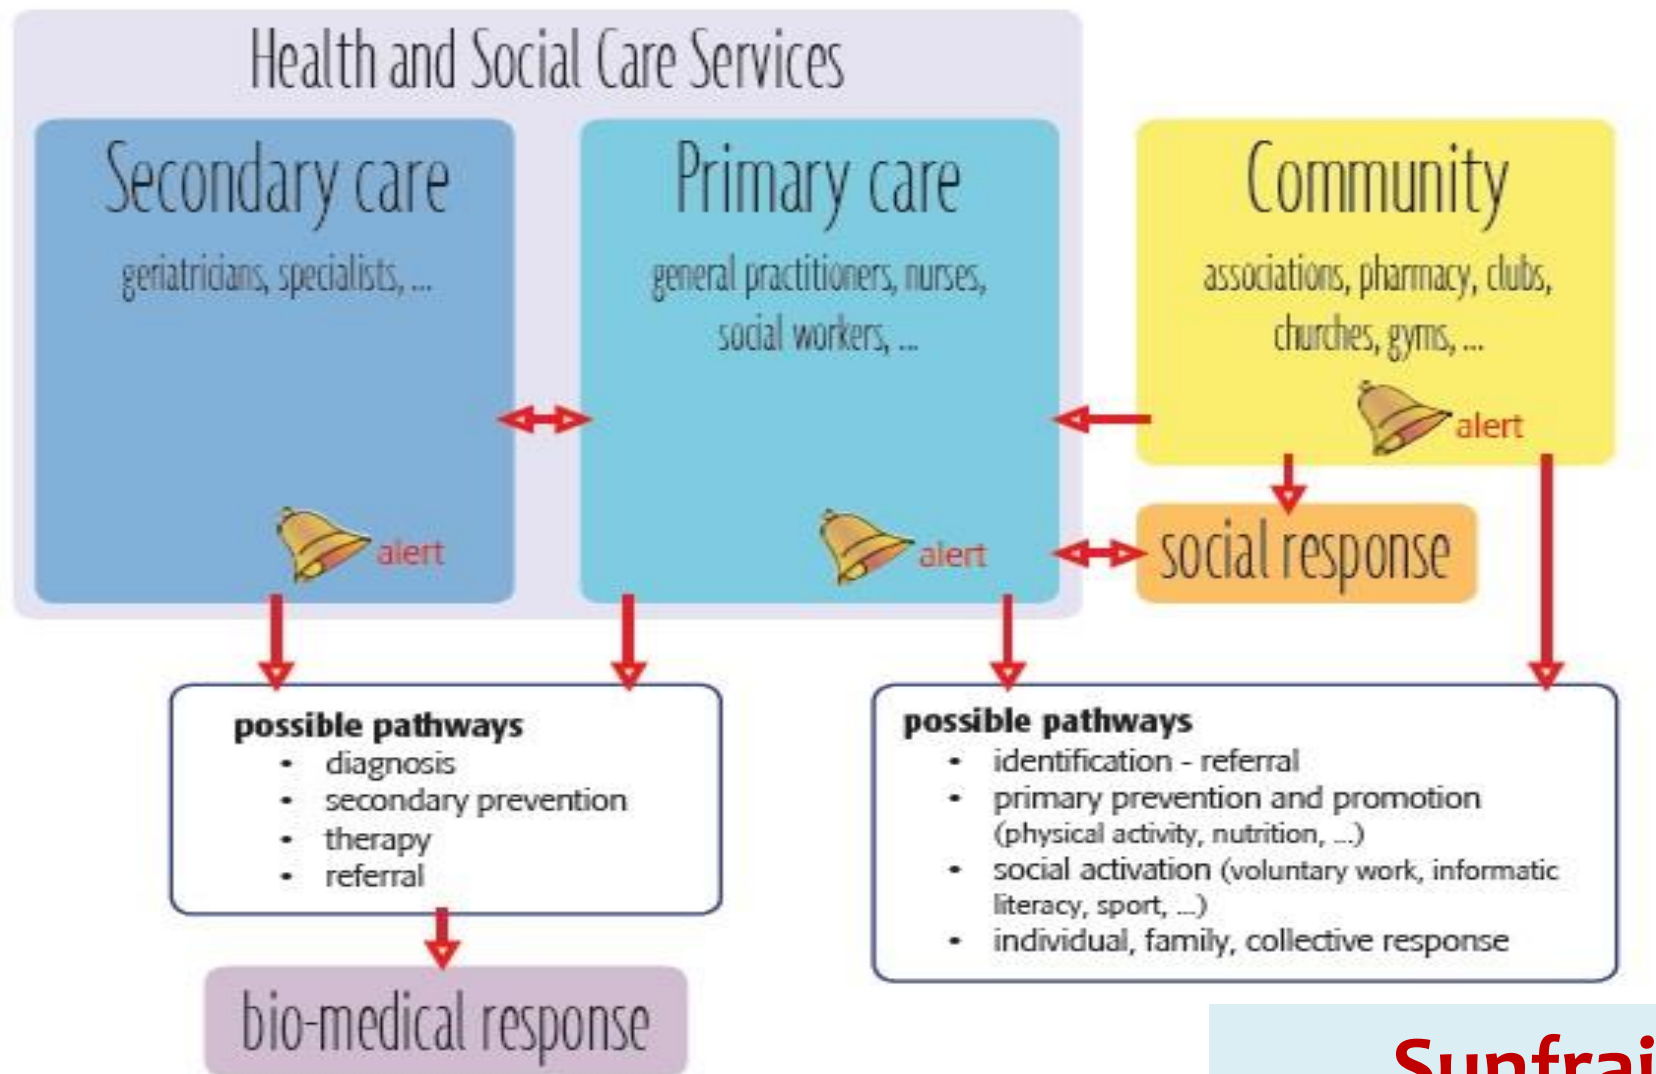 Health and Social Care Services
Secondary care
geriatricians, specialists, ...
alert
Primary care
general practitioners, nurses,
social workers, ...
alert
Community
associations, pharmacy, clubs,
churches, gyms, ...
alert
social response
possible pathways
• diagnosis
• secondary prevention
• therapy
• referral
bio-medical response
possible pathways
• identification - referral
• primary prevention and promotion
(physical activity, nutrition, ...)
• social activation (voluntary work, informatic
literacy, sport, ...)
• individual, family, collective response